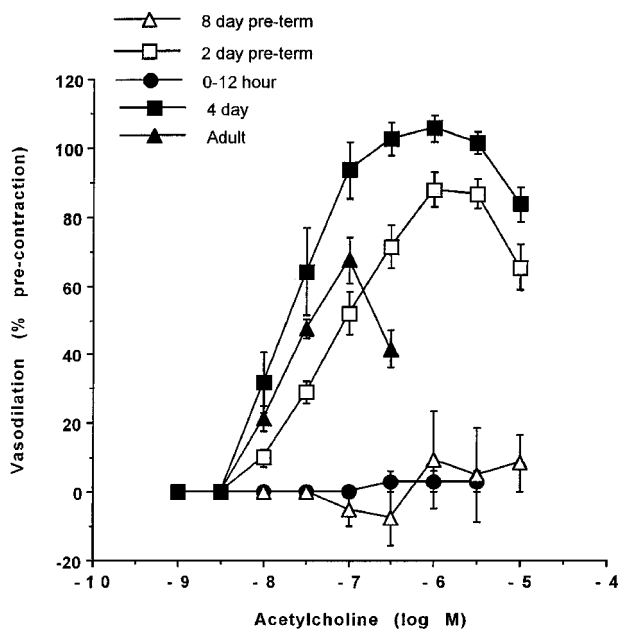 8 day pre-term
2 day pre-term
0-12 hour
4 day
Adult
120
100
80
60
40
20
0
-20
-10
-9
-8
-7
-6
-5
-4
Vasodilation (% pre-contraction)
Acetylcholine (log M)